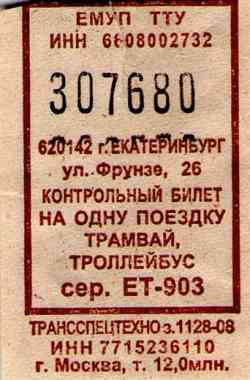 ЕМУП ТТУ
ИНН 6608002732
307680
620142 г.ЕКАТЕРИНБУРГ
ул. Фрунзе, 26
КОНТРОЛЬНЫЙ БИЛЕТ
НА ОДНУ ПОЕЗДКУ
ТРАМВАЙ,
ТРОЛЛЕЙБУС
сер. ЕТ-903
ТРАНССПЕЦТЕХНО з.1128-08
ИНН 7715236110
г. Москва, т. 12,0млн.